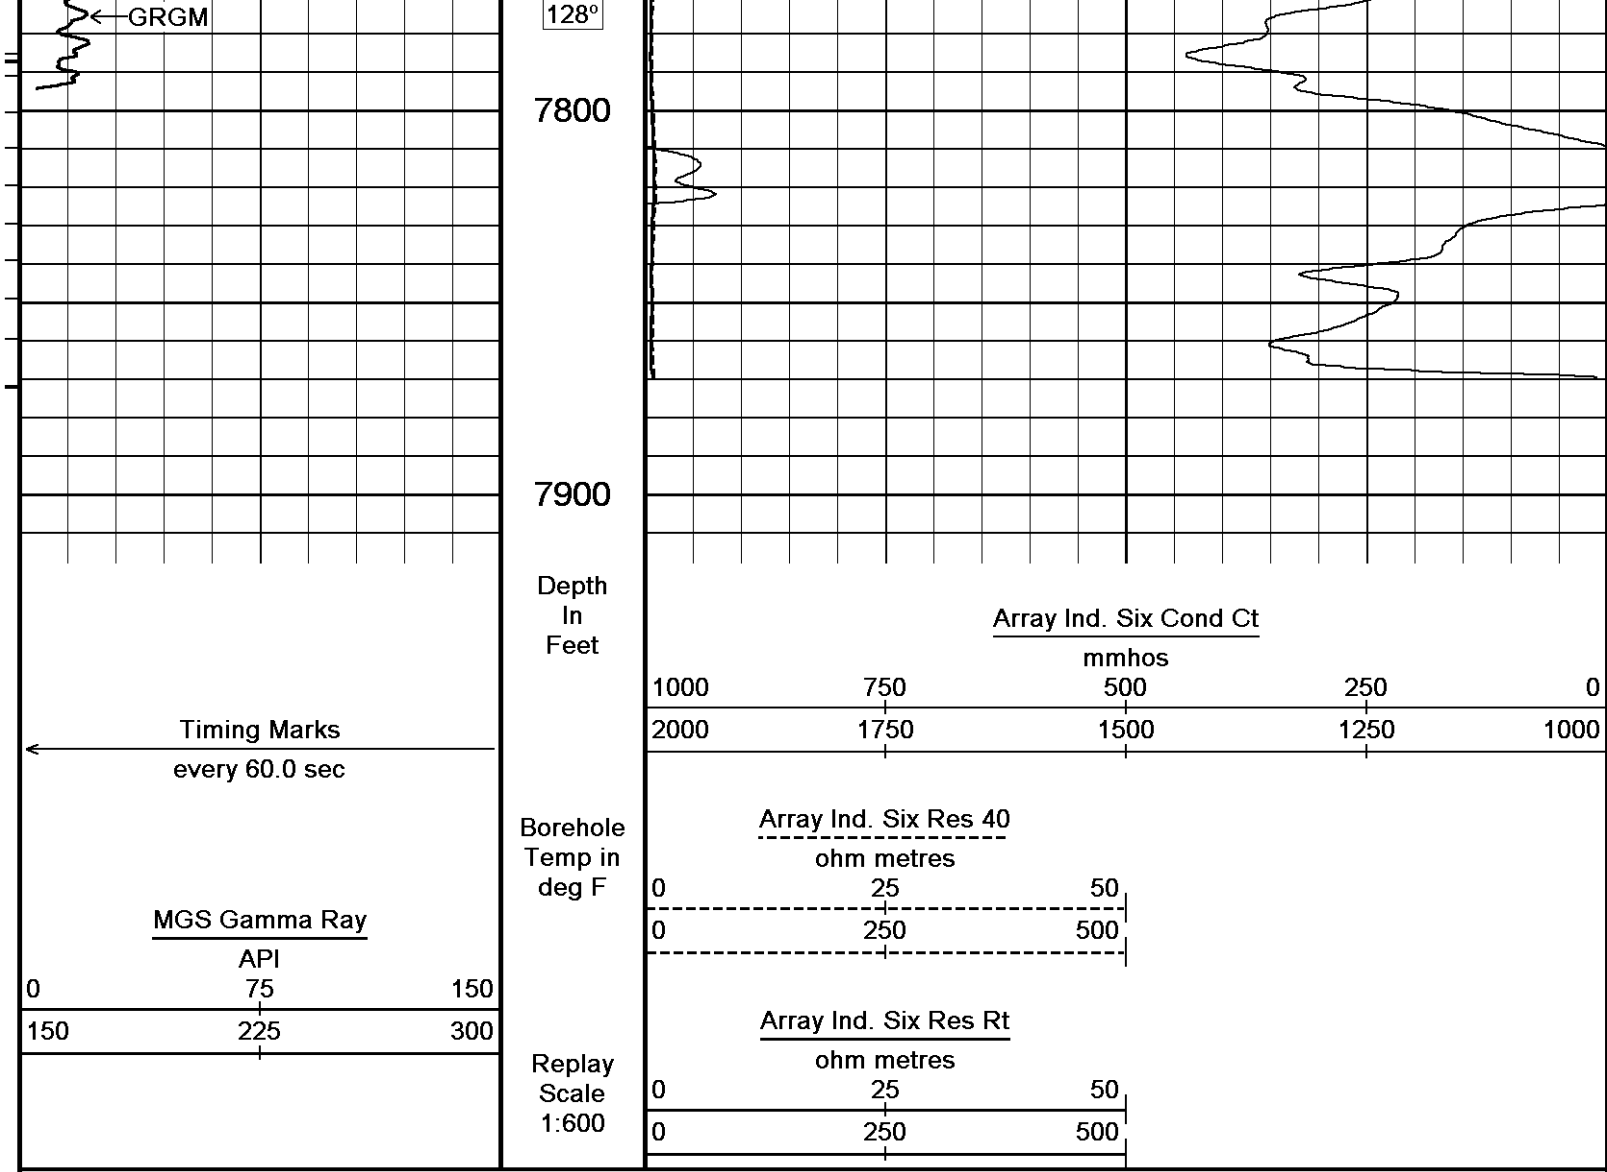 GRGM
128º
7800
7900
Depth
In
Feet
Array Ind. Six Cond Ct
mmhos
1000 750 500 250 0
2000 1750 1500 1250 1000
Timing Marks
every 60.0 sec
Array Ind. Six Res 40
ohm metres
0 25 50
0 250 500
Borehole
Temp in
deg F
MGS Gamma Ray
API
0 75 150
150 225 300
Array Ind. Six Res Rt
ohm metres
0 25 50
0 250 500
Replay
Scale
1:600